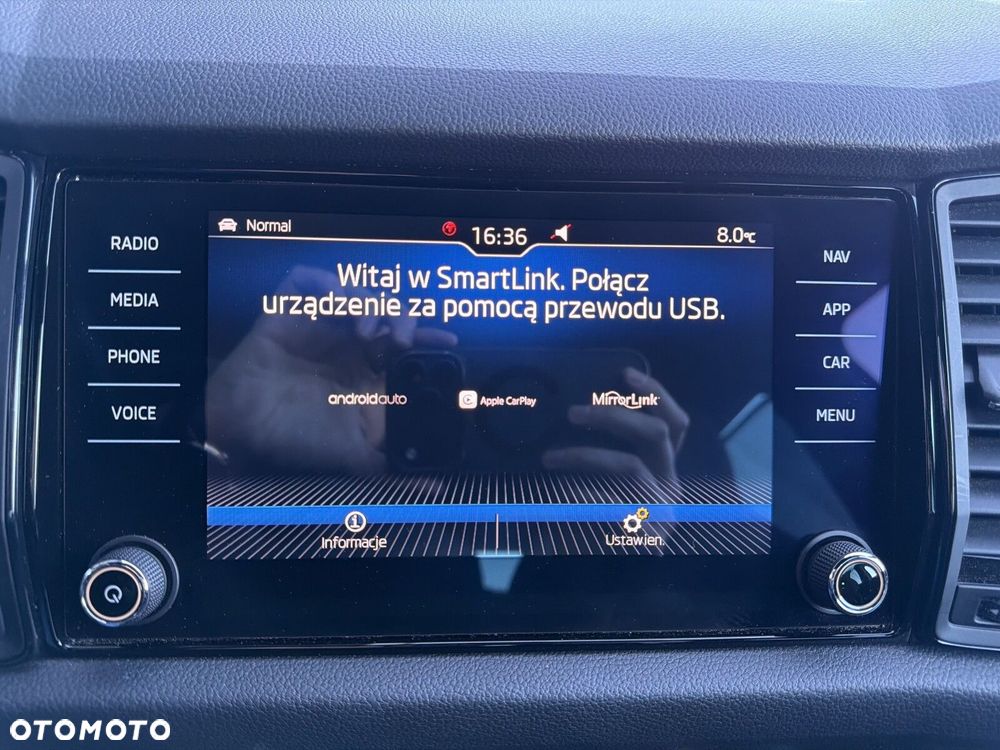 RADIO
MEDIA
PHONE
VOICE
Normal
16:36
8.0℃
Witaj w SmartLink. Połącz
urządzenie za pomocą przewodu USB.
androidauto
Apple CarPlay
MirrorLink
Informacje
Ustawien.
NAV
APP
CAR
MENU
OTOMOTO